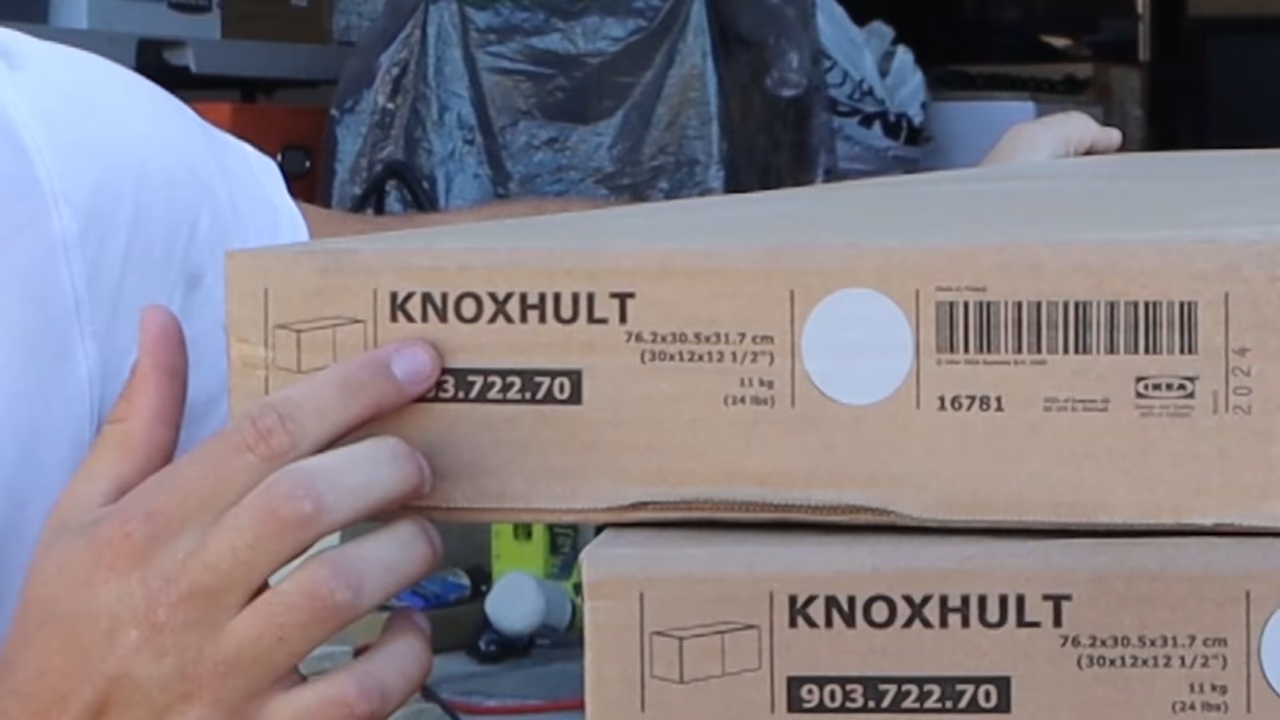 KNOXHULT
76.2x30.5x31.7 cm
(30x12x12 1/2")
3.722.70
11 kg
(24 lbs)
16781
IKEA
2024
KNOXHULT
76.2x30.5x31.7 cm
(30x12x12 1/2")
903.722.70
11 kg
(24 lbs)